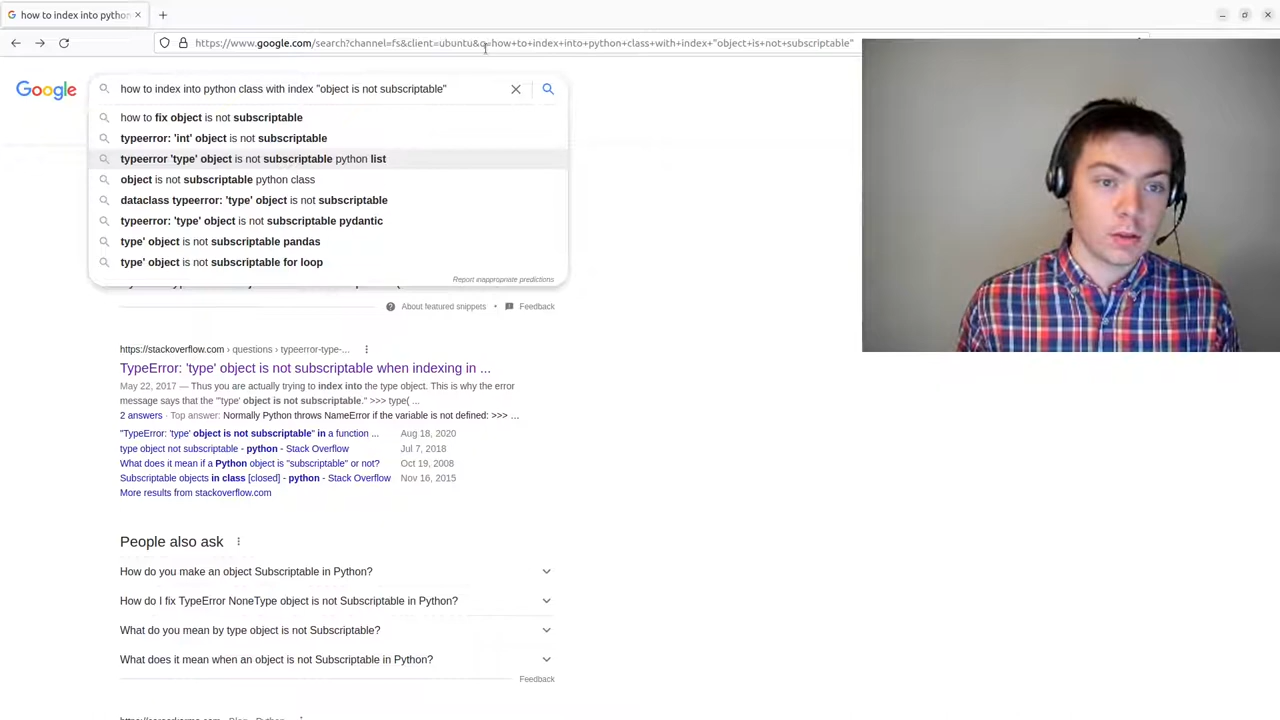 how to index into python
https://www.google.com/search?channel=fs&client=ubuntu&q=how+to+index+into+python+class+with+index+"object+is+not+subscriptable"
Google
how to index into python class with index "object is not subscriptable"
how to fix object is not subscriptable
typeerror: 'int' object is not subscriptable
typeerror 'type' object is not subscriptable python list
object is not subscriptable python class
dataclass typeerror: 'type' object is not subscriptable
typeerror: 'type' object is not subscriptable pydantic
type' object is not subscriptable pandas
type' object is not subscriptable for loop
Report inappropriate predictions
About featured snippets • Feedback
https://stackoverflow.com › questions › typeerror-type-...
TypeError: 'type' object is not subscriptable when indexing in ...
May 22, 2017 — Thus you are actually trying to index into the type object. This is why the error
message says that the "'type' object is not subscriptable." >>> type( ...
2 answers · Top answer: Normally Python throws NameError if the variable is not defined: >>> …
"TypeError: 'type' object is not subscriptable" in a function ... Aug 18, 2020
type object not subscriptable - python - Stack Overflow Jul 7, 2018
What does it mean if a Python object is "subscriptable" or not? Oct 19, 2008
Subscriptable objects in class [closed] - python - Stack Overflow Nov 16, 2015
More results from stackoverflow.com
People also ask
How do you make an object Subscriptable in Python?
How do I fix TypeError NoneType object is not Subscriptable in Python?
What do you mean by type object is not Subscriptable?
What does it mean when an object is not Subscriptable in Python?
Feedback